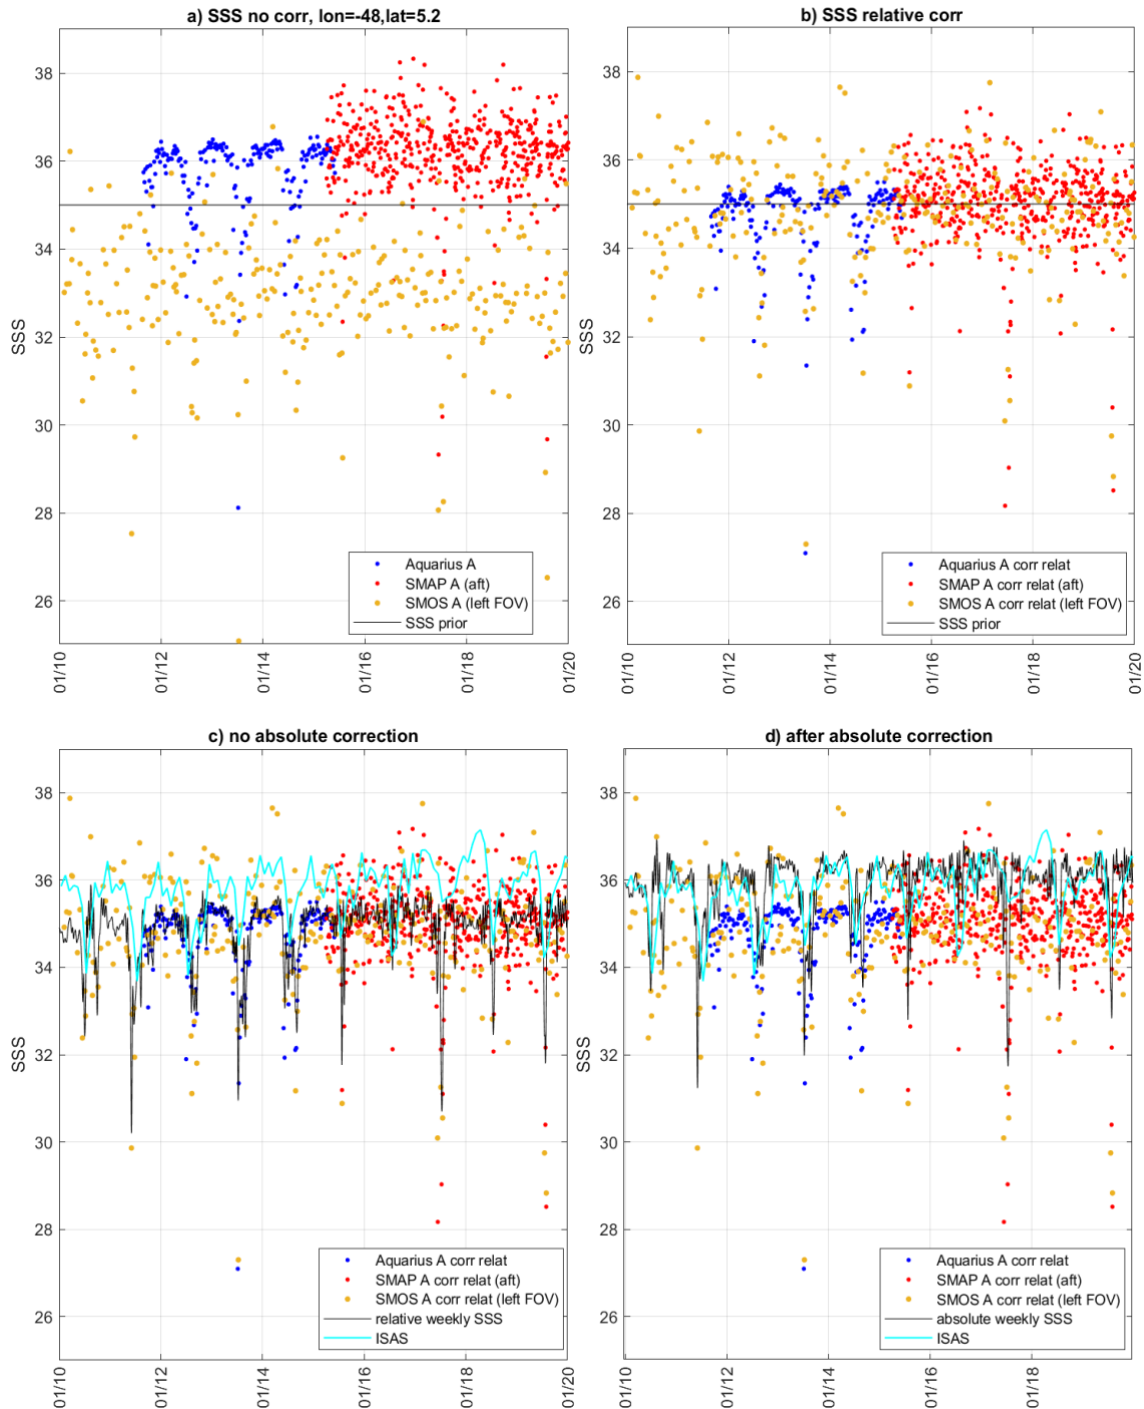 a) SSS no corr, lon=-48,lat=5.2
38
36
34
32
30
28
26
SSS
Aquarius A
SMAP A (aft)
SMOS A (left FOV)
SSS prior
01/10
01/12
01/14
01/16
01/18
01/20
b) SSS relative corr
38
36
34
32
30
28
26
SSS
Aquarius A corr relat
SMAP A corr relat (aft)
SMOS A corr relat (left FOV)
SSS prior
01/10
01/12
01/14
01/16
01/18
01/20
c) no absolute correction
38
36
34
32
30
28
26
SSS
Aquarius A corr relat
SMAP A corr relat (aft)
SMOS A corr relat (left FOV)
relative weekly SSS
ISAS
01/10
01/12
01/14
01/16
01/18
01/20
d) after absolute correction
38
36
34
32
30
28
26
SSS
Aquarius A corr relat
SMAP A corr relat (aft)
SMOS A corr relat (left FOV)
absolute weekly SSS
ISAS
01/10
01/12
01/14
01/16
01/18